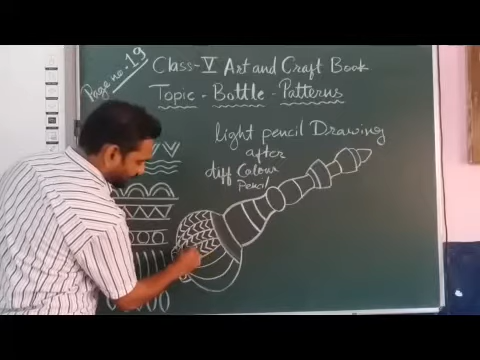 Page no. 19
Class-V Art and Craft Book
Topic - Bottle - Patterns
light pencil Drawing
after
diff Colour
Pencil